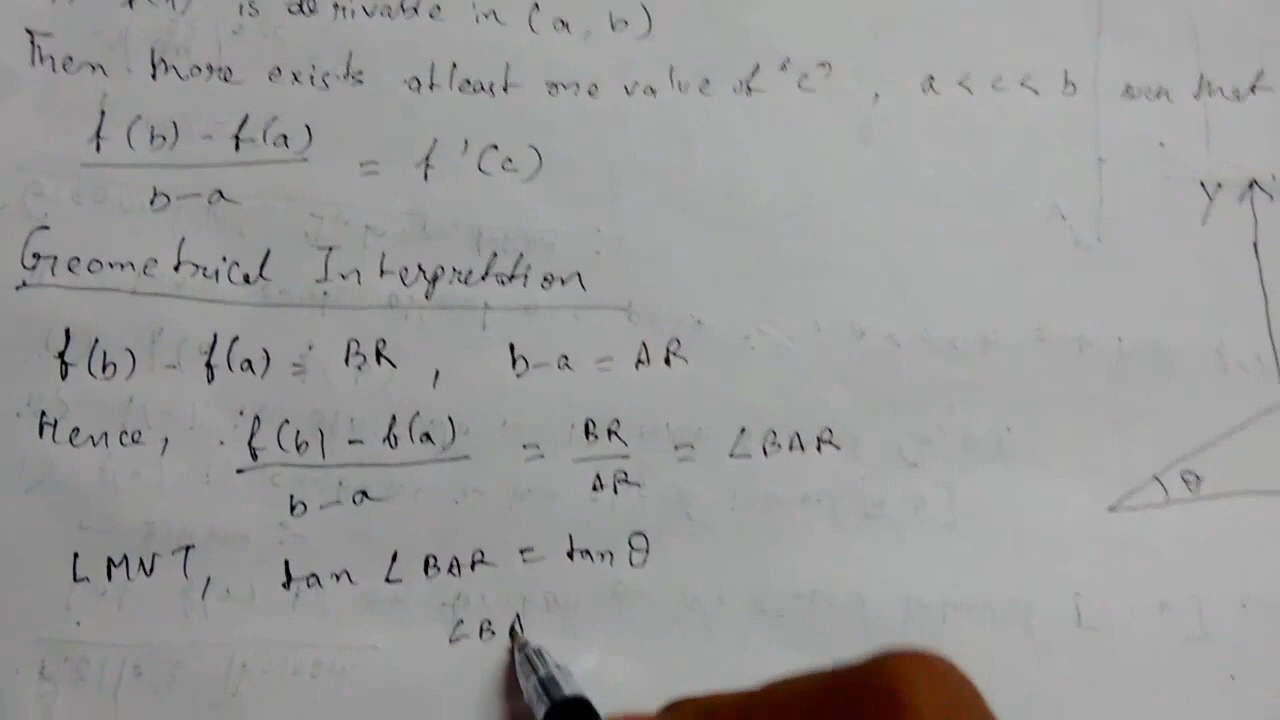 is derivable in (a, b)
Then more exists atleast one value of "c", a < c < b such that
f(b) - f(a) / b-a = f'(c)
Y
Geometrical Interpretation
f(b) - f(a) = BR, b-a = AR
Hence, f(b) - f(a) / b-a = BR / AR = ∠BAR
θ
LMVT, tan ∠BAR = tan θ
∠BA